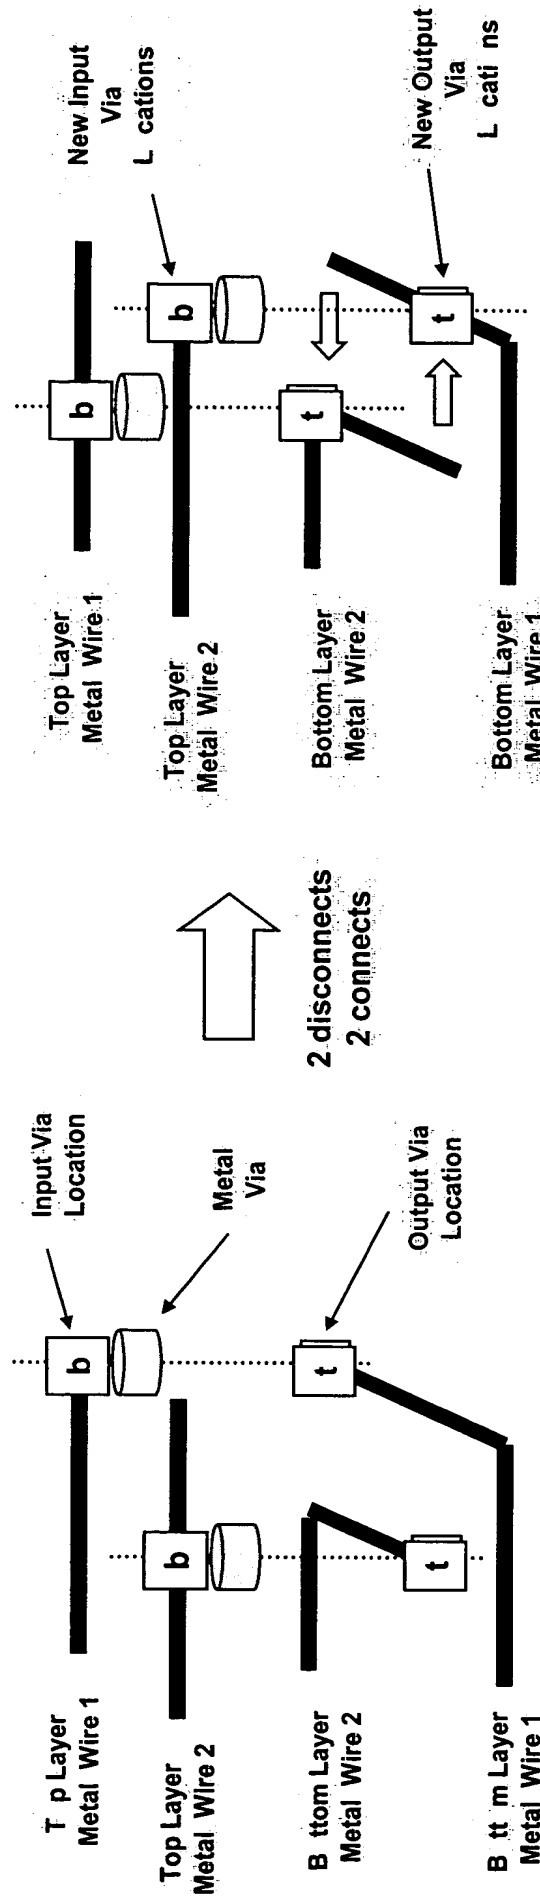 T p Layer
Metal Wire 1
Top Layer
Metal Wire 2
B ttom Layer
Metal Wire 2
B tt m Layer
Metal Wire 1
b
b
t
t
Input Via
Location
Metal
Via
Output Via
Location
2 disconnects
2 connects
Top Layer
Metal Wire 1
Top Layer
Metal Wire 2
Bottom Layer
Metal Wire 2
Bottom Layer
Metal Wire 1
b
b
t
t
New Input
Via
L cations
New Output
Via
L cati ns